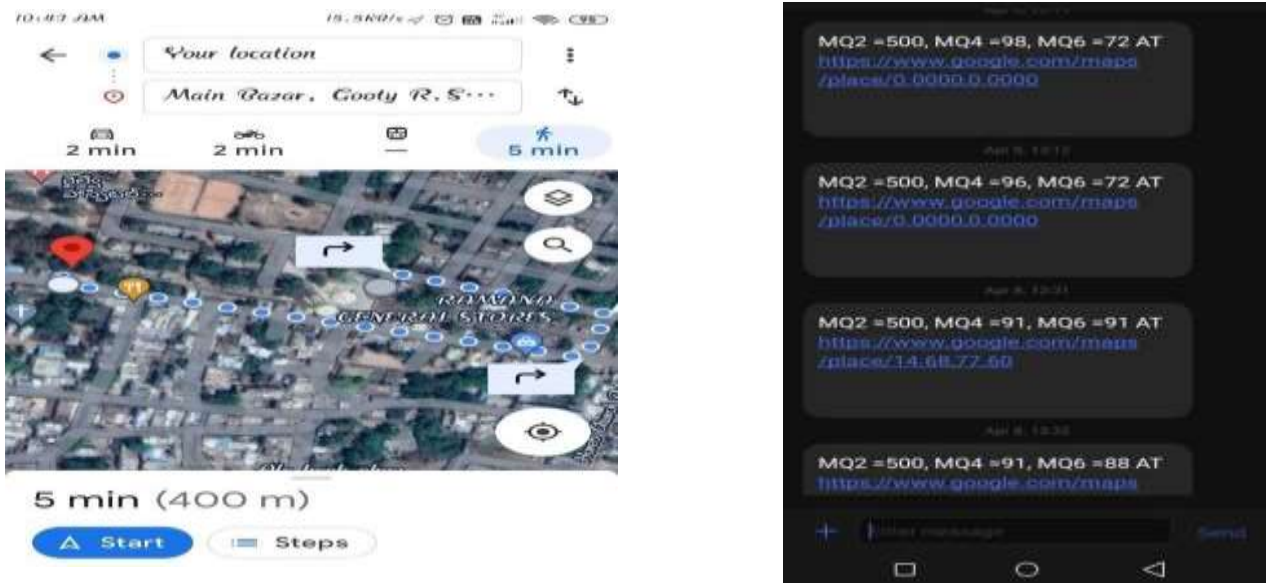 10:47 AM
Your location
Main Bazar, Gooty R.S...
2 min
2 min
—
5 min
RAMANA
GENERAL STORES
5 min (400 m)
Start
Steps
MQ2 =500, MQ4 =98, MQ6 =72 AT
https://www.google.com/maps
/place/0.0000,0.0000
MQ2 =500, MQ4 =96, MQ6 =72 AT
https://www.google.com/maps
/place/0.0000,0.0000
MQ2 =500, MQ4 =91, MQ6 =91 AT
https://www.google.com/maps
/place/14.68,77.60
MQ2 =500, MQ4 =91, MQ6 =88 AT
https://www.google.com/maps
Enter message
Send